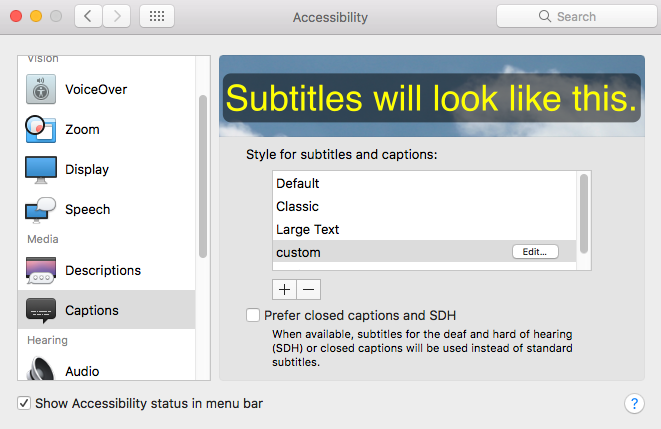 Accessibility
Search
Vision
VoiceOver
Zoom
Display
Speech
Media
Descriptions
Captions
Hearing
Audio
Subtitles will look like this.
Style for subtitles and captions:
Default
Classic
Large Text
custom
Edit...
+ −
Prefer closed captions and SDH
When available, subtitles for the deaf and hard of hearing
(SDH) or closed captions will be used instead of standard
subtitles.
Show Accessibility status in menu bar
?